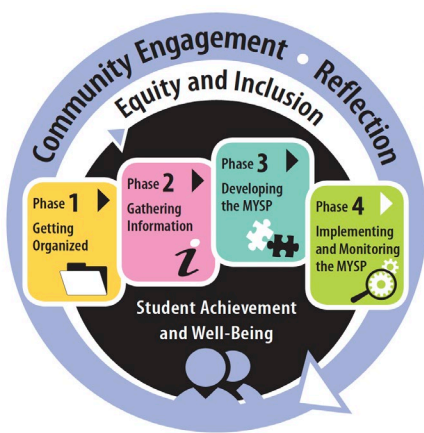 Community Engagement • Reflection
Equity and Inclusion
Phase 1
Getting
Organized
Phase 2
Gathering
Information
i
Phase 3
Developing
the MYSP
Phase 4
Implementing
and Monitoring
the MYSP
Student Achievement
and Well-Being